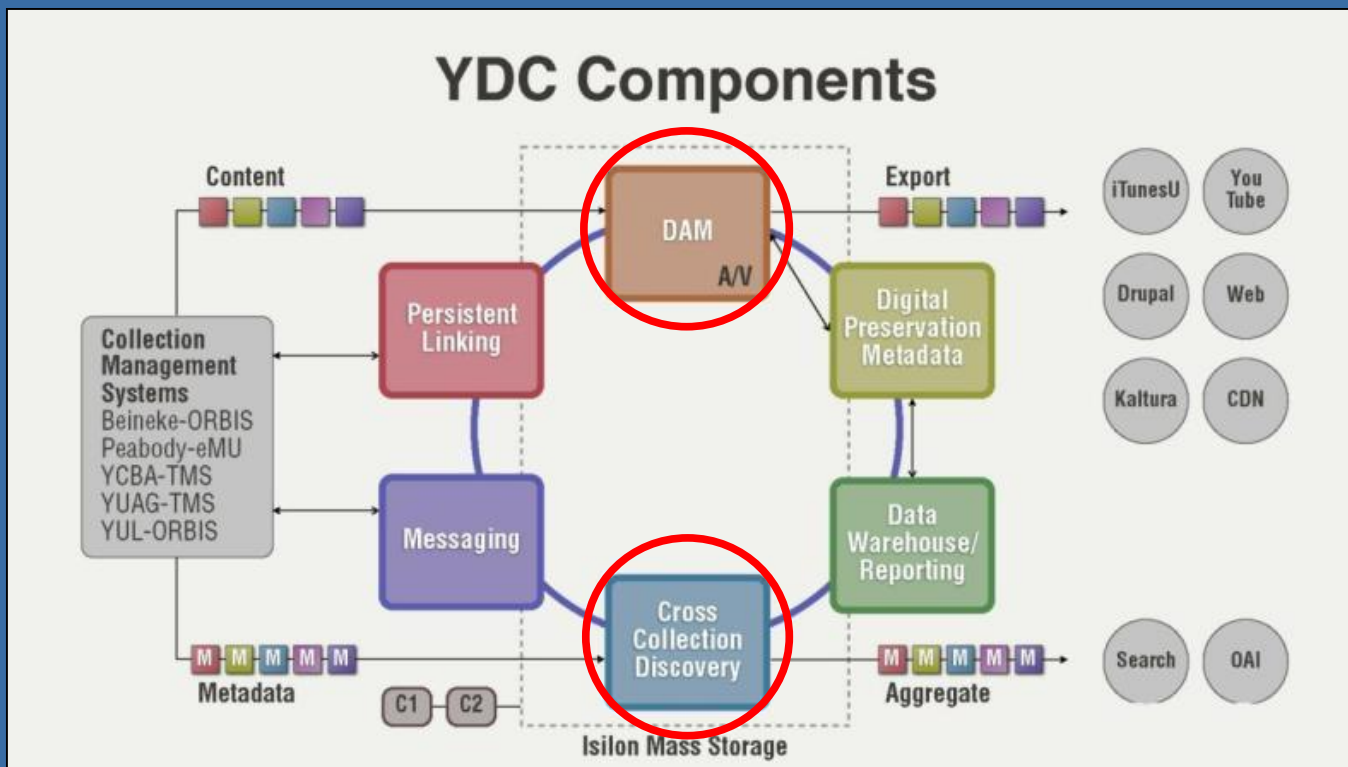 YDC Components
Content
Export
DAM
A/V
iTunesU
You
Tube
Persistent
Linking
Digital
Preservation
Metadata
Drupal
Web
Collection
Management
Systems
Beineke-ORBIS
Peabody-eMU
YCBA-TMS
YUAG-TMS
YUL-ORBIS
Kaltura
CDN
Messaging
Data
Warehouse/
Reporting
Cross
Collection
Discovery
M M M M M
Metadata
M M M M M
Aggregate
Search
OAI
C1 C2
Isilon Mass Storage